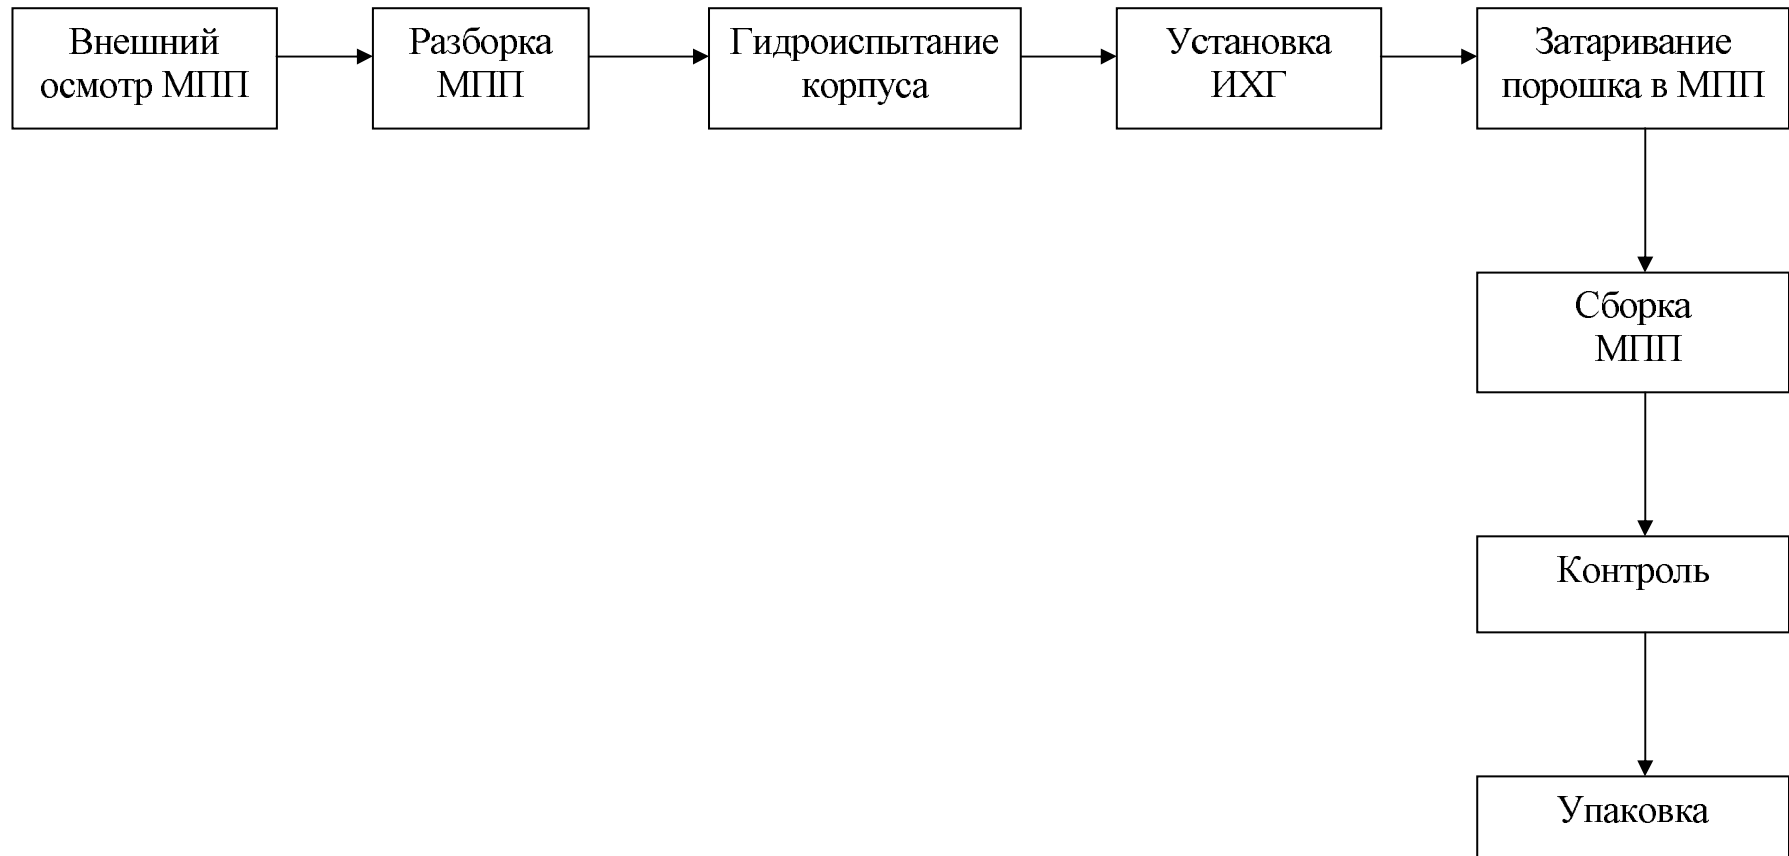 Внешний
осмотр МПП
Разборка
МПП
Гидроиспытание
корпуса
Установка
ИХГ
Затаривание
порошка в МПП
Сборка
МПП
Контроль
Упаковка